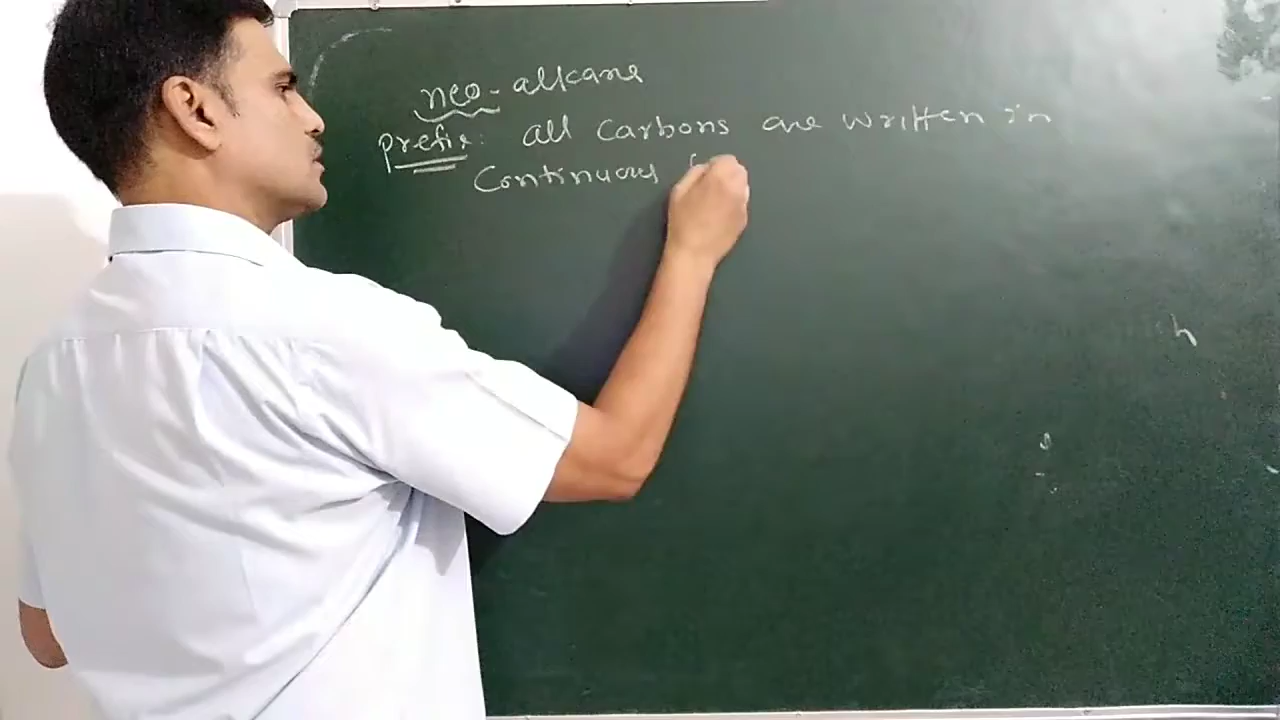 neo-alkane
prefix: all carbons are written in
Continuous
h